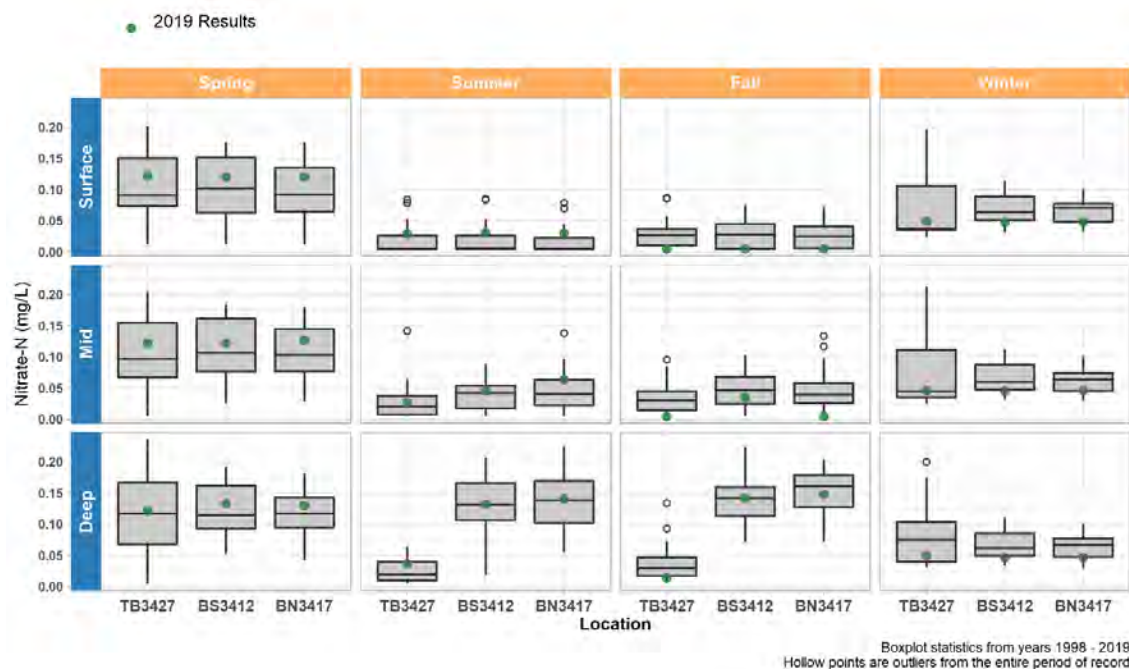 2019 Results
Spring Summer Fall Winter
Surface
0.20
0.15
0.10
0.05
0.00
Mid
0.20
0.15
0.10
0.05
0.00
Deep
0.20
0.15
0.10
0.05
0.00
Nitrate-N (mg/L)
TB3427 BS3412 BN3417 TB3427 BS3412 BN3417 TB3427 BS3412 BN3417 TB3427 BS3412 BN3417
Location
Boxplot statistics from years 1998 - 2019
Hollow points are outliers from the entire period of record